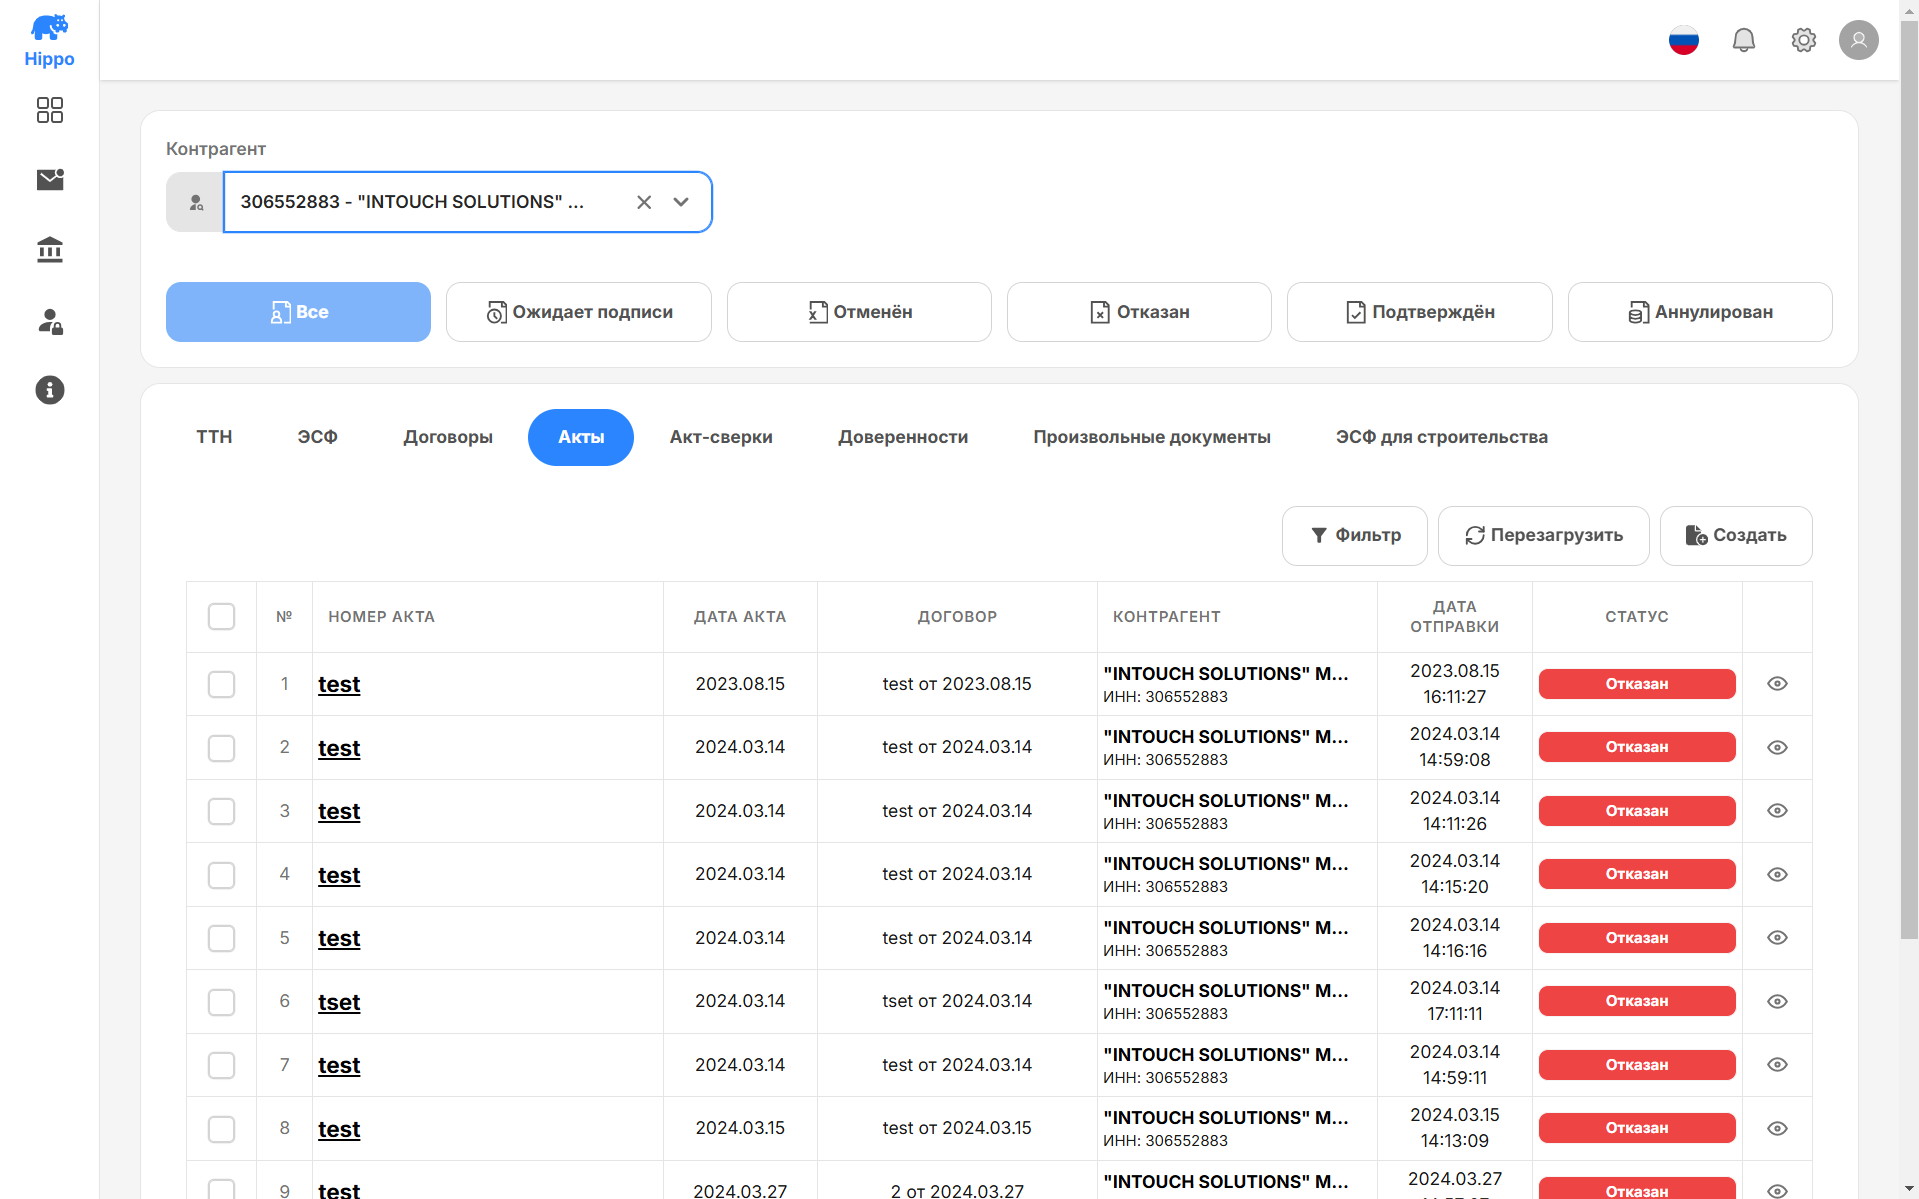 Hippo
Контрагент
306552883 - "INTOUCH SOLUTIONS" ...
Все
Ожидает подписи
Отменён
Отказан
Подтверждён
Аннулирован
ТТН
ЭСФ
Договоры
Акты
Акт-сверки
Доверенности
Произвольные документы
ЭСФ для строительства
Фильтр
Перезагрузить
Создать
№
НОМЕР АКТА
ДАТА АКТА
ДОГОВОР
КОНТРАГЕНТ
ДАТА
ОТПРАВКИ
СТАТУС
1
test
2023.08.15
test от 2023.08.15
"INTOUCH SOLUTIONS" M...
ИНН: 306552883
2023.08.15
16:11:27
Отказан
2
test
2024.03.14
test от 2024.03.14
"INTOUCH SOLUTIONS" M...
ИНН: 306552883
2024.03.14
14:59:08
Отказан
3
test
2024.03.14
test от 2024.03.14
"INTOUCH SOLUTIONS" M...
ИНН: 306552883
2024.03.14
14:11:26
Отказан
4
test
2024.03.14
test от 2024.03.14
"INTOUCH SOLUTIONS" M...
ИНН: 306552883
2024.03.14
14:15:20
Отказан
5
test
2024.03.14
test от 2024.03.14
"INTOUCH SOLUTIONS" M...
ИНН: 306552883
2024.03.14
14:16:16
Отказан
6
tset
2024.03.14
tset от 2024.03.14
"INTOUCH SOLUTIONS" M...
ИНН: 306552883
2024.03.14
17:11:11
Отказан
7
test
2024.03.14
test от 2024.03.14
"INTOUCH SOLUTIONS" M...
ИНН: 306552883
2024.03.14
14:59:11
Отказан
8
test
2024.03.15
test от 2024.03.15
"INTOUCH SOLUTIONS" M...
ИНН: 306552883
2024.03.15
14:13:09
Отказан
9
test
2024.03.27
2 от 2024.03.27
"INTOUCH SOLUTIONS" M...
2024.03.27
Отказан